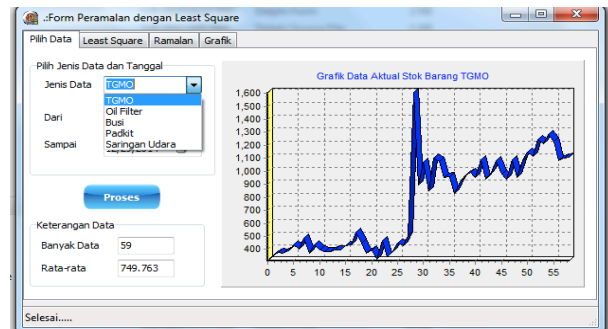 .:Form Peramalan dengan Least Square
Pilih Data Least Square Ramalan Grafik
Pilih Jenis Data dan Tanggal
Jenis Data TGMO
TGMO
Oil Filter
Busi
Padkit
Saringan Udara
Dari
Sampai
Proses
Keterangan Data
Banyak Data 59
Rata-rata 749.763
Grafik Data Aktual Stok Barang TGMO
1,600
1,500
1,400
1,300
1,200
1,100
1,000
900
800
700
600
500
400
0 5 10 15 20 25 30 35 40 45 50 55
Selesai.....